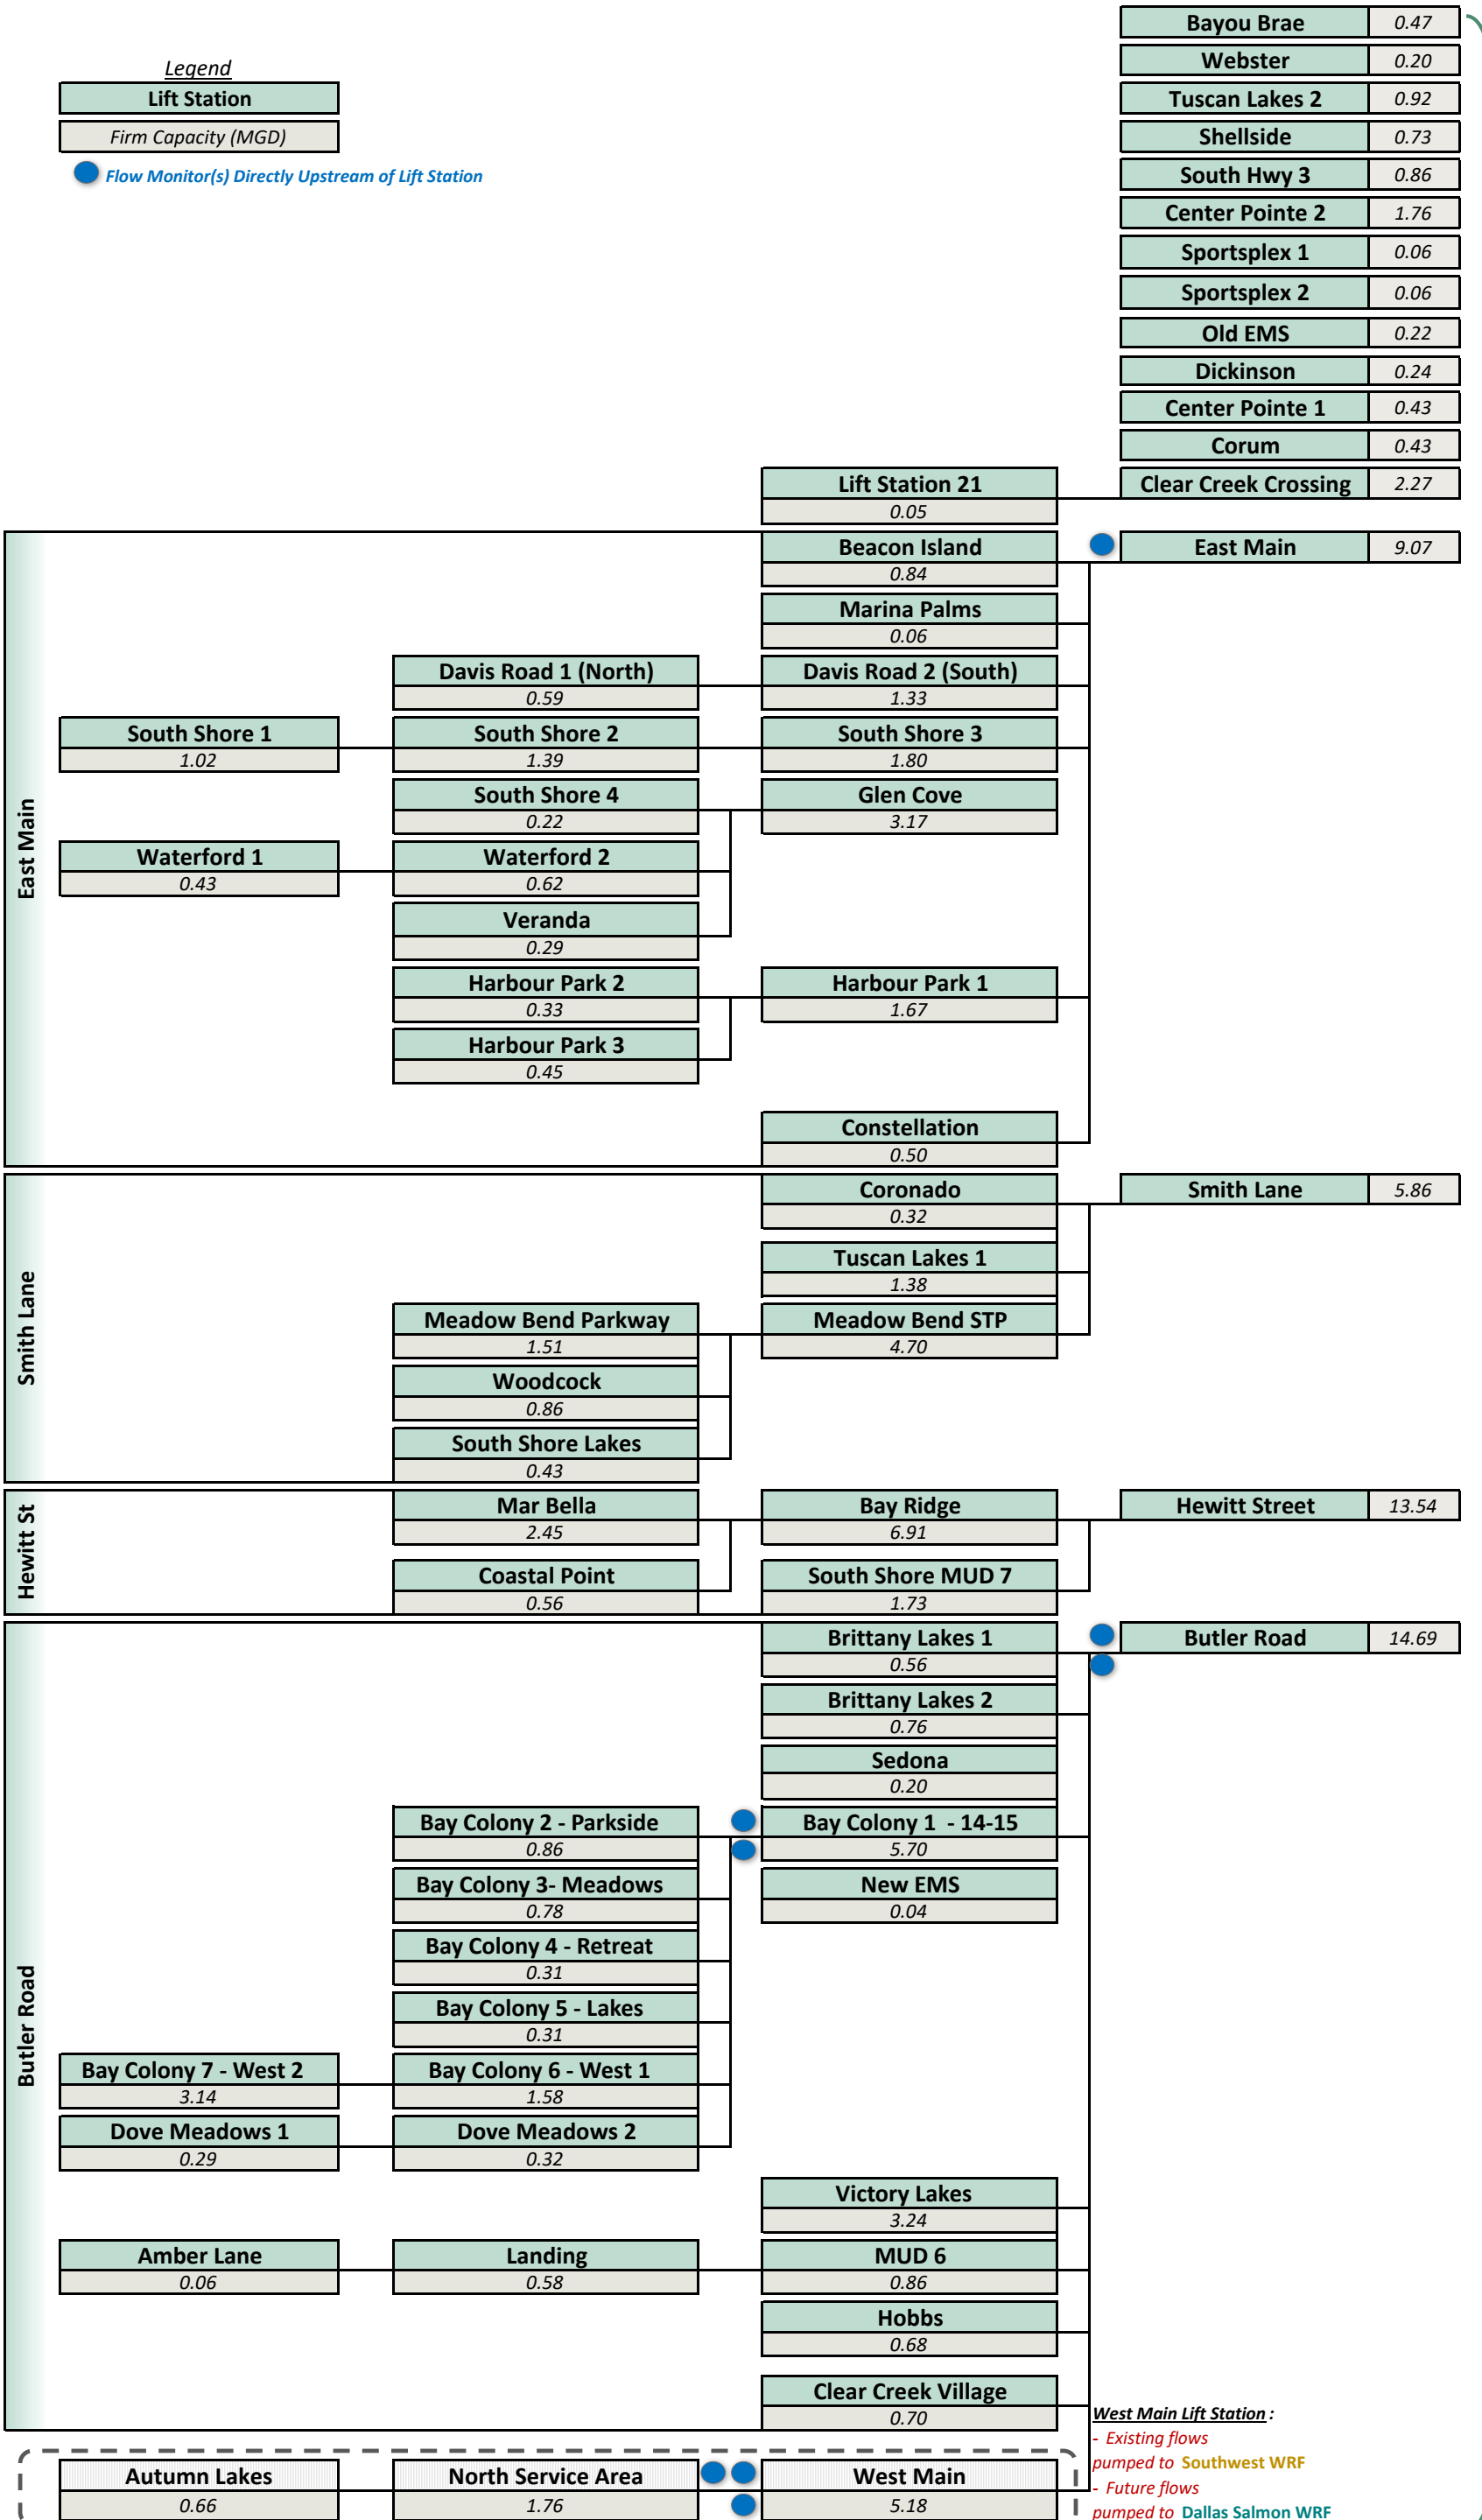 Legend
Lift Station
Firm Capacity (MGD)
Flow Monitor(s) Directly Upstream of Lift Station
Bayou Brae 0.47
Webster 0.20
Tuscan Lakes 2 0.92
Shellside 0.73
South Hwy 3 0.86
Center Pointe 2 1.76
Sportsplex 1 0.06
Sportsplex 2 0.06
Old EMS 0.22
Dickinson 0.24
Center Pointe 1 0.43
Corum 0.43
Lift Station 21 Clear Creek Crossing 2.27
0.05
East Main
Beacon Island East Main 9.07
0.84
Marina Palms
0.06
Davis Road 1 (North) Davis Road 2 (South)
0.59 1.33
South Shore 1 South Shore 2 South Shore 3
1.02 1.39 1.80
South Shore 4 Glen Cove
0.22 3.17
Waterford 1 Waterford 2
0.43 0.62
Veranda
0.29
Harbour Park 2 Harbour Park 1
0.33 1.67
Harbour Park 3
0.45
Constellation
0.50
Smith Lane
Coronado Smith Lane 5.86
0.32
Tuscan Lakes 1
1.38
Meadow Bend Parkway Meadow Bend STP
1.51 4.70
Woodcock
0.86
South Shore Lakes
0.43
Hewitt St
Mar Bella Bay Ridge Hewitt Street 13.54
2.45 6.91
Coastal Point South Shore MUD 7
0.56 1.73
Butler Road
Brittany Lakes 1 Butler Road 14.69
0.56
Brittany Lakes 2
0.76
Sedona
0.20
Bay Colony 2 - Parkside Bay Colony 1 - 14-15
0.86 5.70
Bay Colony 3- Meadows New EMS
0.78 0.04
Bay Colony 4 - Retreat
0.31
Bay Colony 5 - Lakes
0.31
Bay Colony 7 - West 2 Bay Colony 6 - West 1
3.14 1.58
Dove Meadows 1 Dove Meadows 2
0.29 0.32
Victory Lakes
3.24
Amber Lane Landing MUD 6
0.06 0.58 0.86
Hobbs
0.68
Clear Creek Village
0.70
West Main Lift Station :
- Existing flows
pumped to Southwest WRF
- Future flows
pumped to Dallas Salmon WRF
Autumn Lakes North Service Area West Main
0.66 1.76 5.18